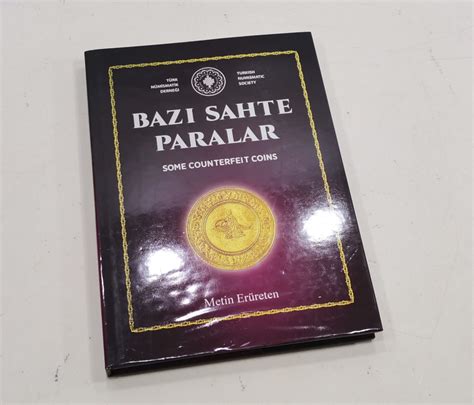 TÜRK
NÜMİSMATİK
DERNEĞİ
TURKISH
NUMISMATIC
SOCIETY
BAZI SAHTE
PARALAR
SOME COUNTERFEIT COINS
Metin Erüreten